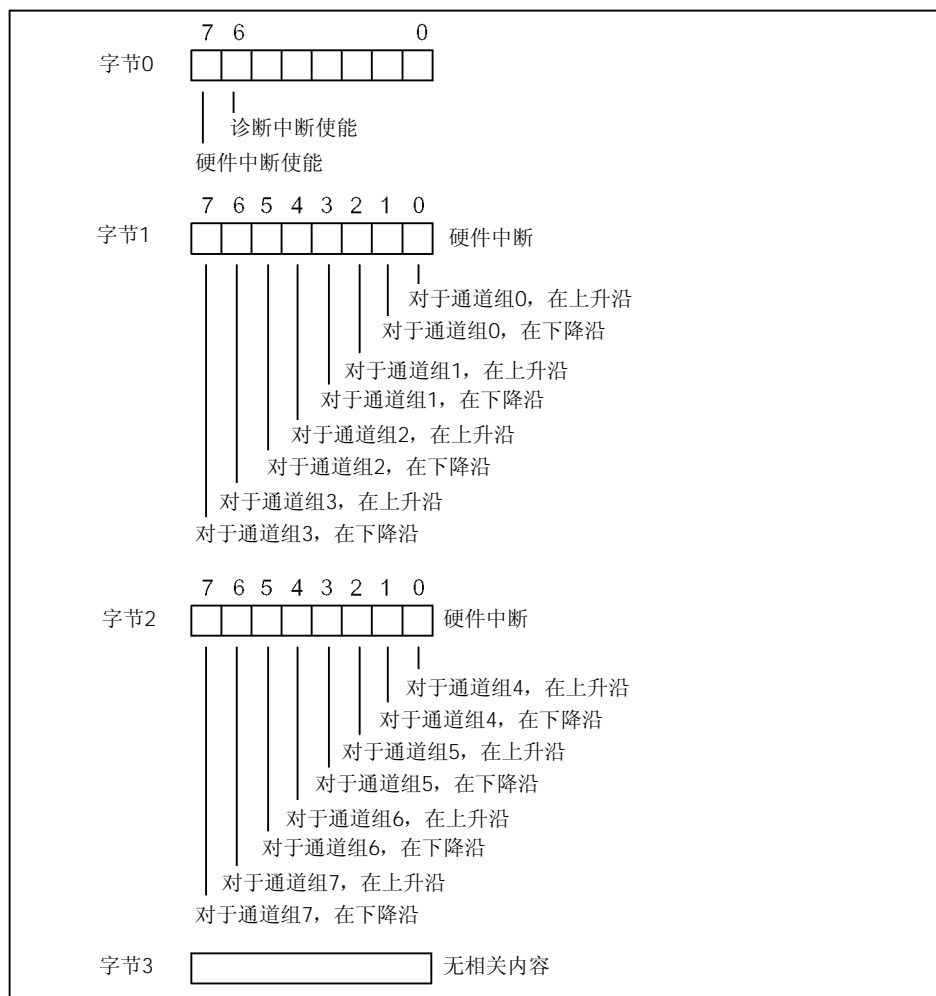 7 6 0
字节0
诊断中断使能
硬件中断使能
7 6 5 4 3 2 1 0
字节1 硬件中断
对于通道组0，在上升沿
对于通道组0，在下降沿
对于通道组1，在上升沿
对于通道组1，在下降沿
对于通道组2，在上升沿
对于通道组2，在下降沿
对于通道组3，在上升沿
对于通道组3，在下降沿
7 6 5 4 3 2 1 0
字节2 硬件中断
对于通道组4，在上升沿
对于通道组4，在下降沿
对于通道组5，在上升沿
对于通道组5，在下降沿
对于通道组6，在上升沿
对于通道组6，在下降沿
对于通道组7，在上升沿
对于通道组7，在下降沿
字节3 无相关内容